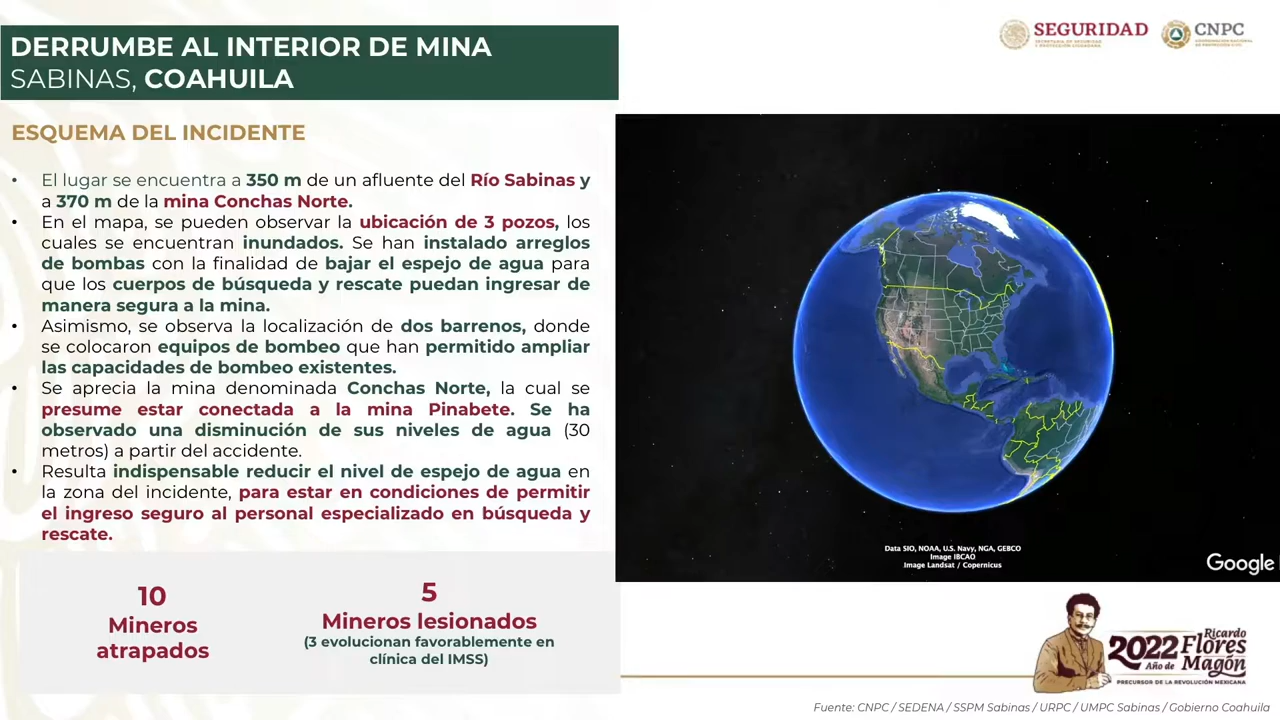 DERRUMBE AL INTERIOR DE MINA
SABINAS, COAHUILA
SEGURIDAD
SECRETARÍA DE SEGURIDAD
Y PROTECCIÓN CIUDADANA
CNPC
COORDINACIÓN NACIONAL
DE PROTECCIÓN CIVIL
ESQUEMA DEL INCIDENTE
• El lugar se encuentra a 350 m de un afluente del Río Sabinas y
a 370 m de la mina Conchas Norte.
• En el mapa, se pueden observar la ubicación de 3 pozos, los
cuales se encuentran inundados. Se han instalado arreglos
de bombas con la finalidad de bajar el espejo de agua para
que los cuerpos de búsqueda y rescate puedan ingresar de
manera segura a la mina.
• Asimismo, se observa la localización de dos barrenos, donde
se colocaron equipos de bombeo que han permitido ampliar
las capacidades de bombeo existentes.
• Se aprecia la mina denominada Conchas Norte, la cual se
presume estar conectada a la mina Pinabete. Se ha
observado una disminución de sus niveles de agua (30
metros) a partir del accidente.
• Resulta indispensable reducir el nivel de espejo de agua en
la zona del incidente, para estar en condiciones de permitir
el ingreso seguro al personal especializado en búsqueda y
rescate.
10
Mineros
atrapados
5
Mineros lesionados
(3 evolucionan favorablemente en
clínica del IMSS)
Data SIO, NOAA, U.S. Navy, NGA, GEBCO
Image IBCAO
Image Landsat / Copernicus
Google
2022 Ricardo
Flores
Año de Magón
PRECURSOR DE LA REVOLUCIÓN MEXICANA
Fuente: CNPC / SEDENA / SSPM Sabinas / URPC / UMPC Sabinas / Gobierno Coahuila